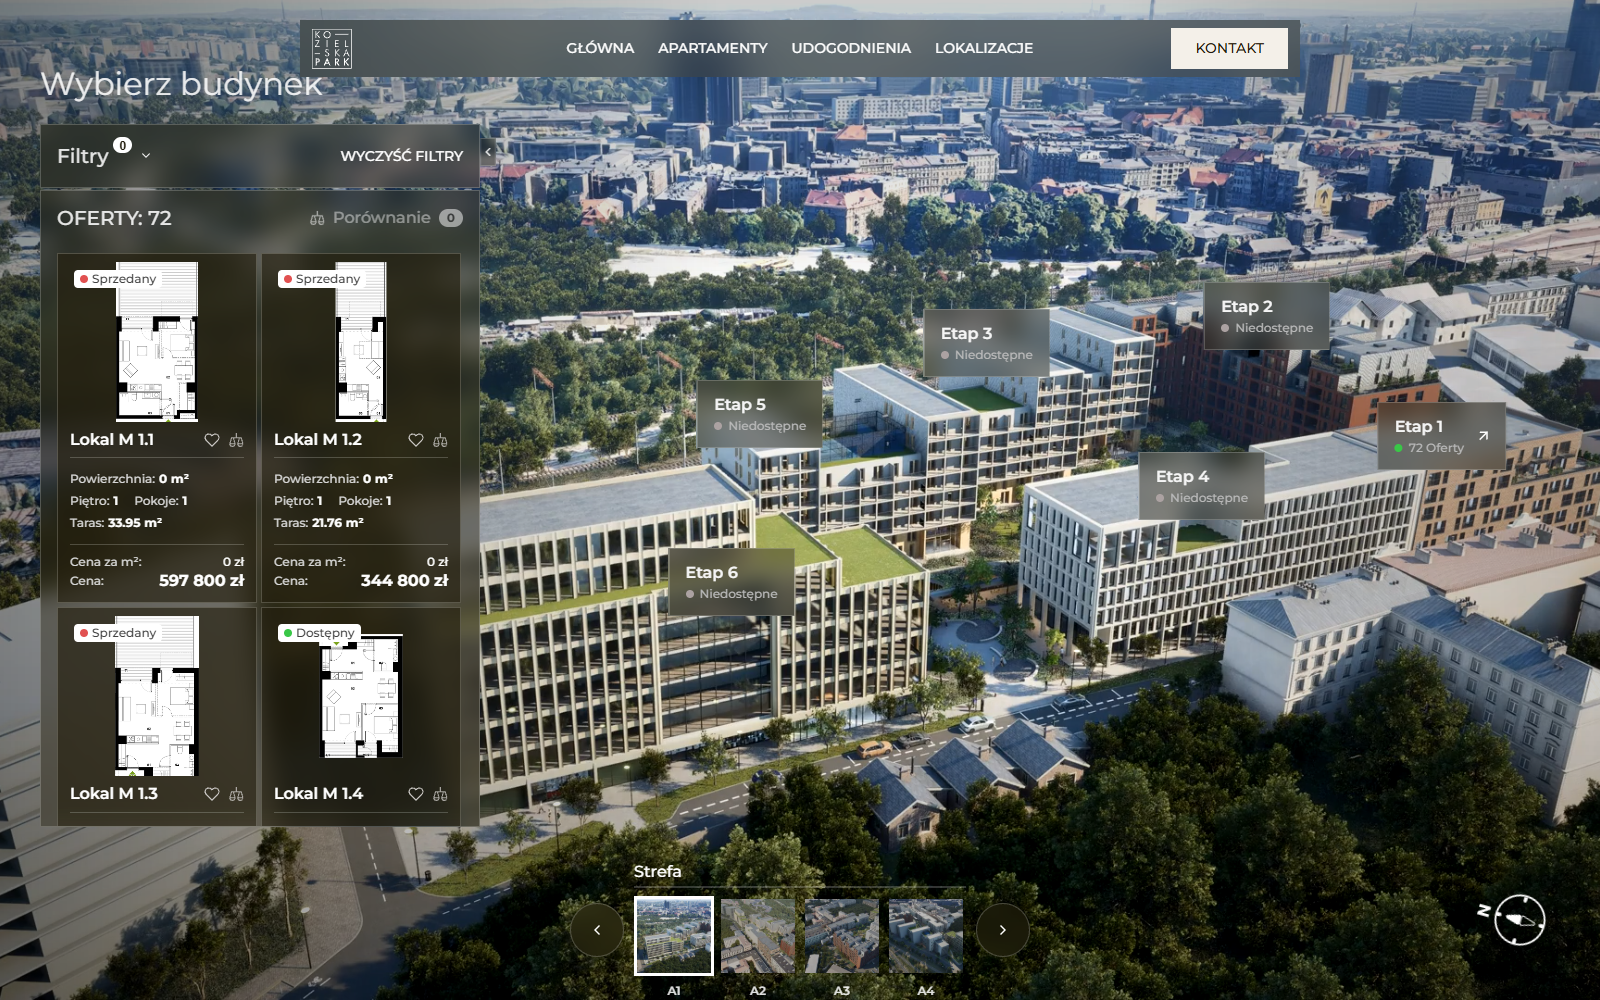 KO
ZIEL
SKA
PARK
GŁÓWNA
APARTAMENTY
UDOGODNIENIA
LOKALIZACJE
KONTAKT
Wybierz budynek
Filtry 0
WYCZYŚĆ FILTRY
OFERTY: 72
Porównanie 0
Sprzedany
Lokal M 1.1
Powierzchnia: 0 m²
Piętro: 1 Pokoje: 1
Taras: 33.95 m²
Cena za m²: 0 zł
Cena: 597 800 zł
Sprzedany
Lokal M 1.2
Powierzchnia: 0 m²
Piętro: 1 Pokoje: 1
Taras: 21.76 m²
Cena za m²: 0 zł
Cena: 344 800 zł
Sprzedany
Lokal M 1.3
Dostępny
Lokal M 1.4
Etap 2
Niedostępne
Etap 3
Niedostępne
Etap 5
Niedostępne
Etap 1
72 Oferty
Etap 4
Niedostępne
Etap 6
Niedostępne
Strefa
A1
A2
A3
A4
N